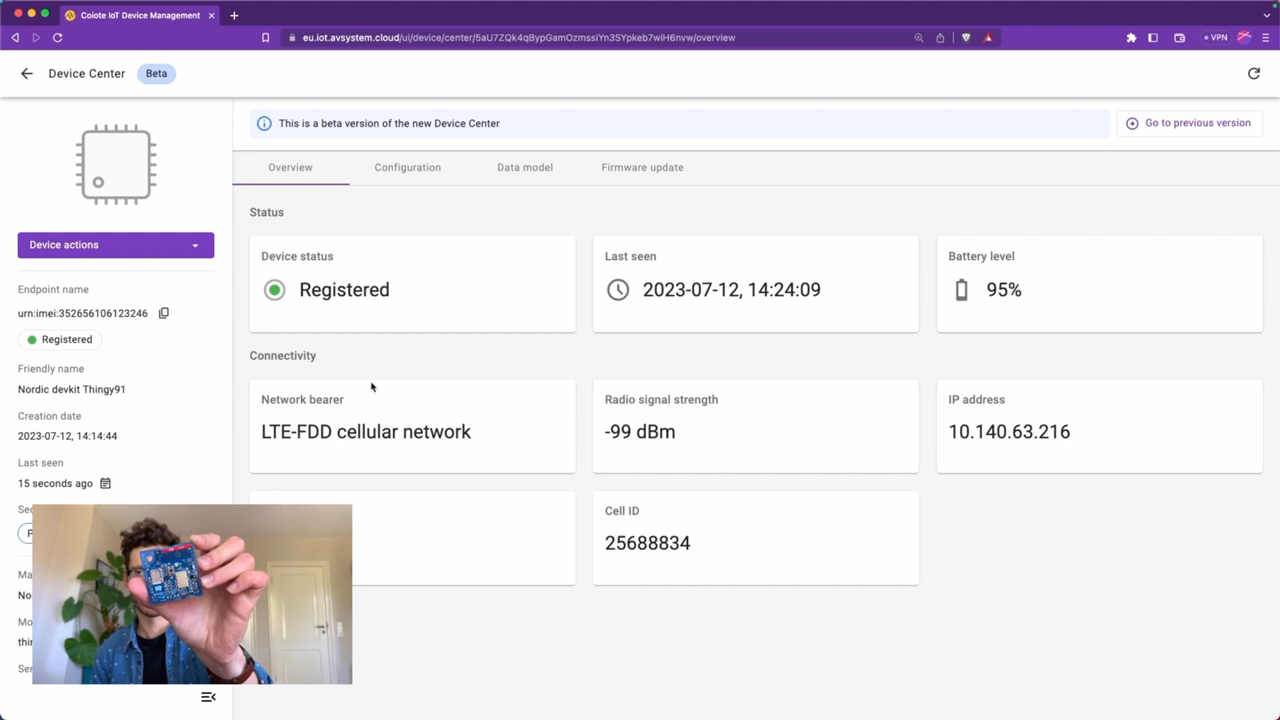 Coiote IoT Device Management
eu.iot.avsystem.cloud/ui/device/center/5aU7ZQk4qBypGamOzmssiYn3SYpkeb7wiH6nvw/overview
VPN
Device Center
Beta
This is a beta version of the new Device Center
Go to previous version
Device actions
Endpoint name
urn:imei:352656106123246
Registered
Friendly name
Nordic devkit Thingy91
Creation date
2023-07-12, 14:14:44
Last seen
15 seconds ago
Overview
Configuration
Data model
Firmware update
Status
Device status
Registered
Last seen
2023-07-12, 14:24:09
Battery level
95%
Connectivity
Network bearer
LTE-FDD cellular network
Radio signal strength
-99 dBm
IP address
10.140.63.216
Cell ID
25688834